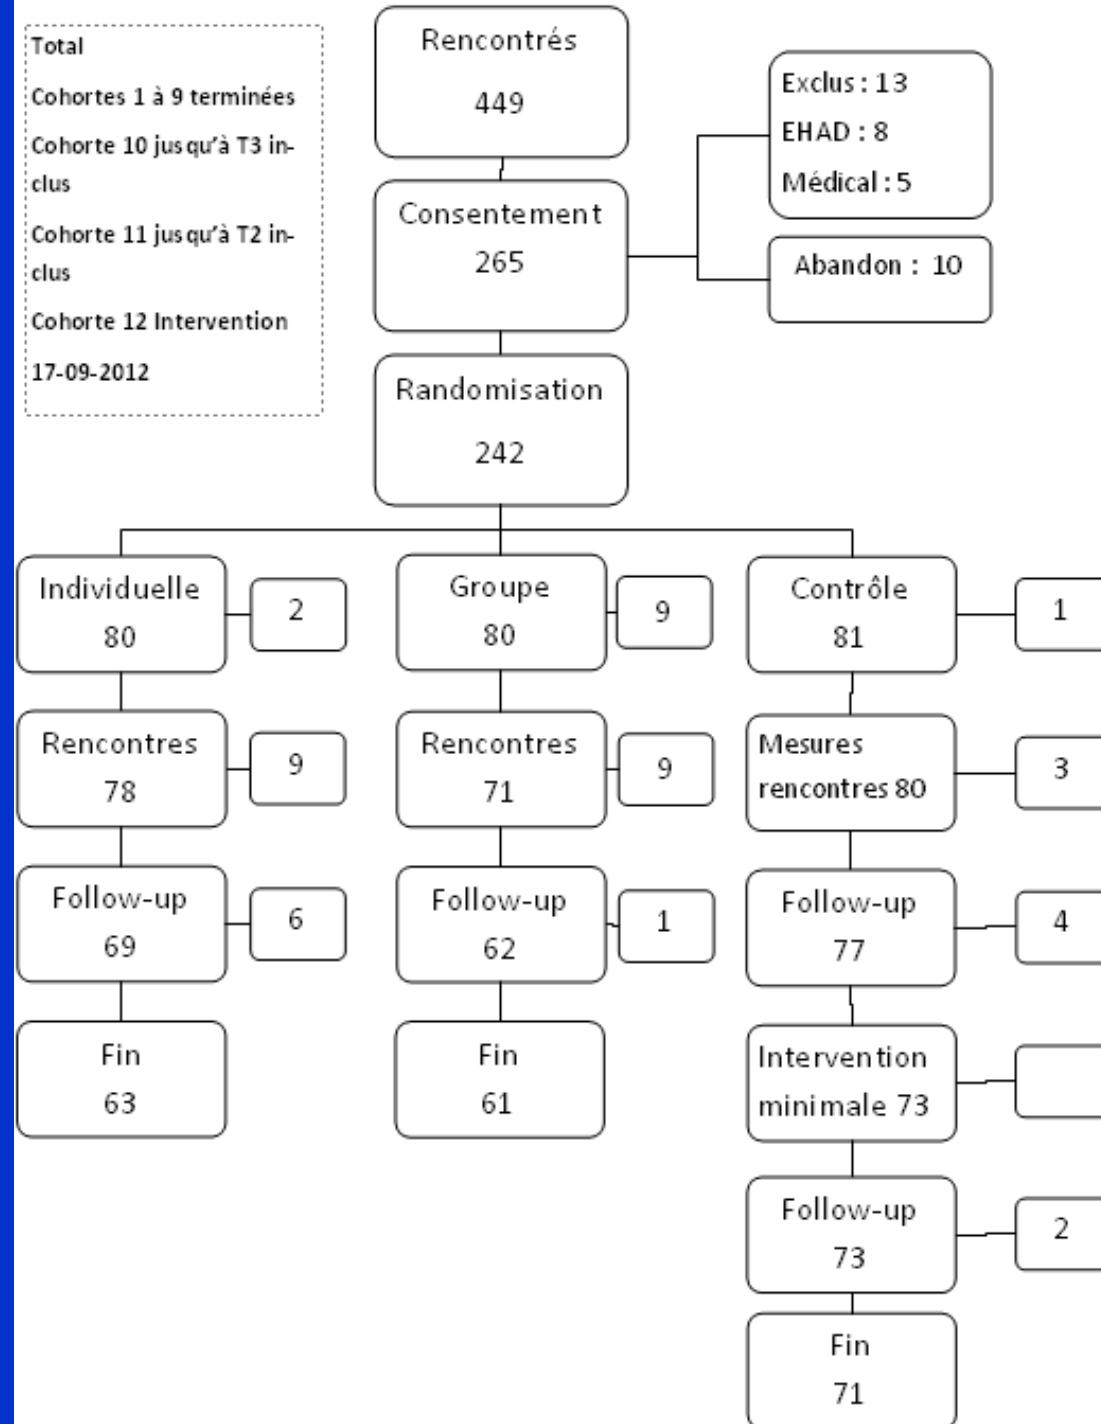 Total
Cohortes 1 à 9 terminées
Cohorte 10 jusqu'à T3 in-
clus
Cohorte 11 jusqu'à T2 in-
clus
Cohorte 12 Intervention
17-09-2012
Rencontrés
449
Exclus : 13
EHAD : 8
Médical : 5
Consentement
265
Abandon : 10
Randomisation
242
Individuelle
80
2
Groupe
80
9
Contrôle
81
1
Rencontres
78
9
Rencontres
71
9
Mesures
rencontres 80
3
Follow-up
69
6
Follow-up
62
1
Follow-up
77
4
Fin
63
Fin
61
Intervention
minimale 73
Follow-up
73
2
Fin
71